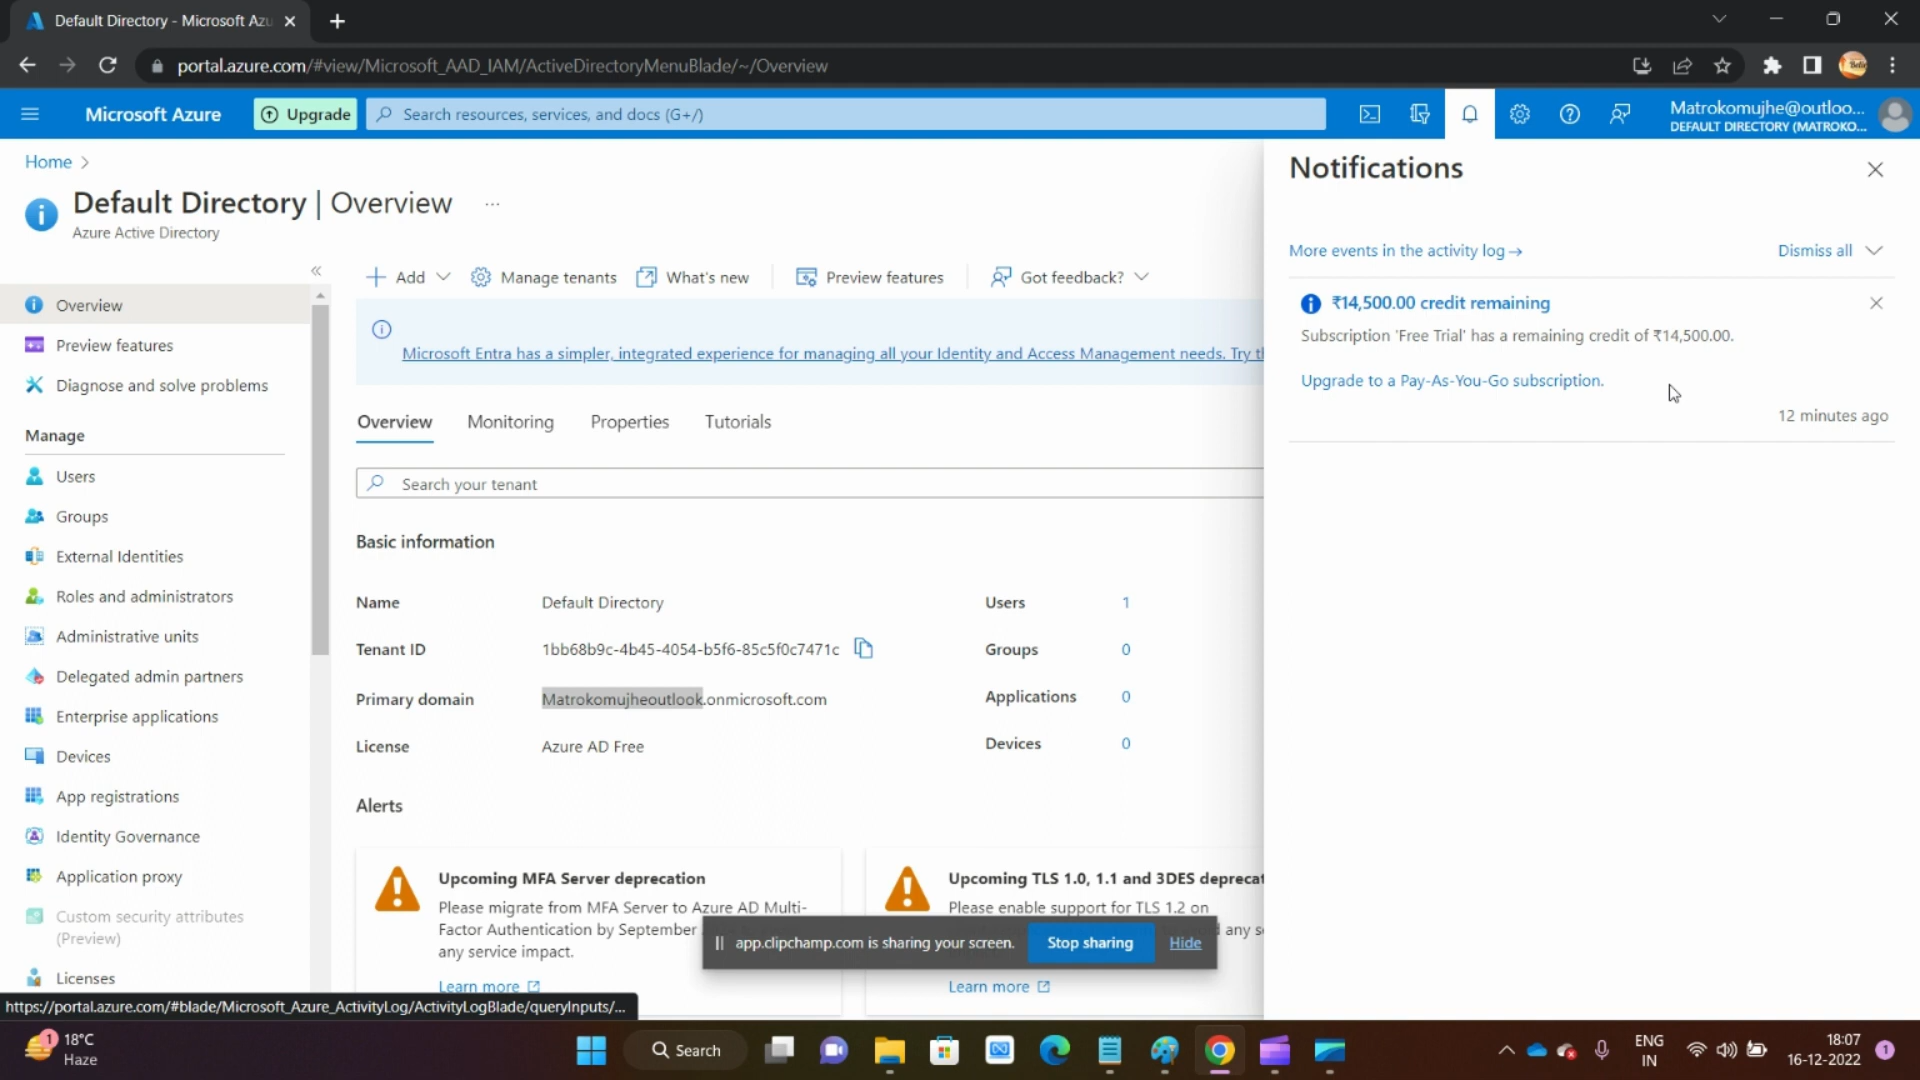 Default Directory - Microsoft Azu
portal.azure.com/#view/Microsoft_AAD_IAM/ActiveDirectoryMenuBlade/~/Overview
Microsoft Azure
Upgrade
Search resources, services, and docs (G+/)
Matrokomujhe@outloo...
DEFAULT DIRECTORY (MATROKO...
Home
Default Directory | Overview
...
Azure Active Directory
Add
Manage tenants
What's new
Preview features
Got feedback?
Microsoft Entra has a simpler, integrated experience for managing all your Identity and Access Management needs. Try th
Overview
Preview features
Diagnose and solve problems
Manage
Users
Groups
External Identities
Roles and administrators
Administrative units
Delegated admin partners
Enterprise applications
Devices
App registrations
Identity Governance
Application proxy
Custom security attributes
(Preview)
Licenses
Overview
Monitoring
Properties
Tutorials
Search your tenant
Basic information
Name Default Directory Users 1
Tenant ID 1bb68b9c-4b45-4054-b5f6-85c5f0c7471c Groups 0
Primary domain Matrokomujheoutlook.onmicrosoft.com Applications 0
License Azure AD Free Devices 0
Alerts
Upcoming MFA Server deprecation
Please migrate from MFA Server to Azure AD Multi-
Factor Authentication by September
any service impact.
Learn more
Upcoming TLS 1.0, 1.1 and 3DES deprecat
Please enable support for TLS 1.2 on
any s
Learn more
Notifications
More events in the activity log →
Dismiss all
₹14,500.00 credit remaining
Subscription 'Free Trial' has a remaining credit of ₹14,500.00.
Upgrade to a Pay-As-You-Go subscription.
12 minutes ago
app.clipchamp.com is sharing your screen.
Stop sharing
Hide
https://portal.azure.com/#blade/Microsoft_Azure_ActivityLog/ActivityLogBlade/queryInputs/...
1
18°C
Haze
Search
ENG
IN
18:07
16-12-2022
1